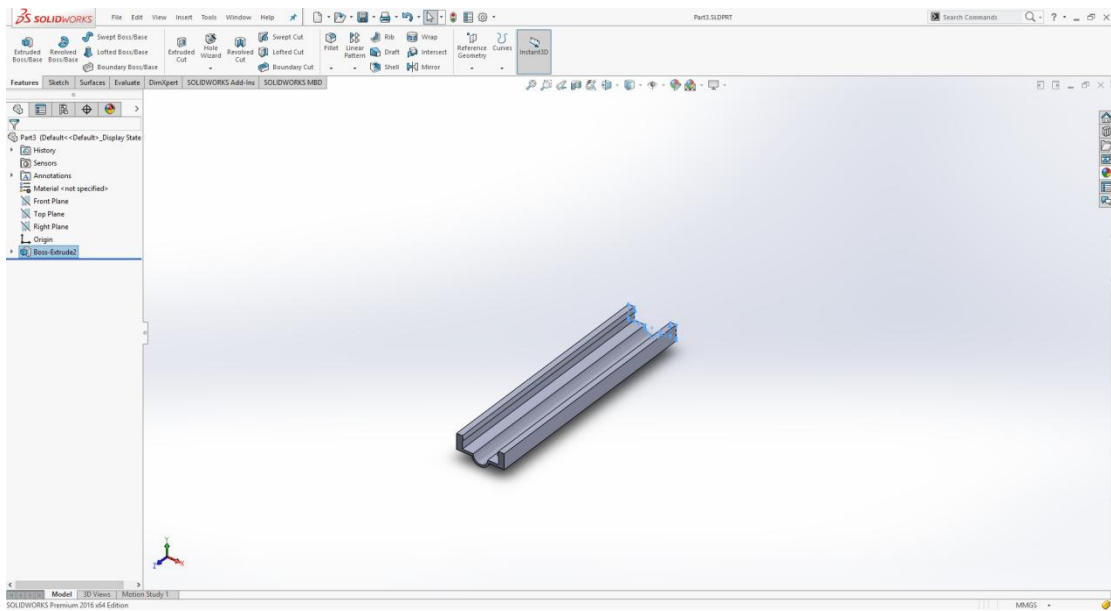 SOLIDWORKS File Edit View Insert Tools Window Help Part3.SLDPRT Search Commands
Extruded Boss/Base Revolved Boss/Base Swept Boss/Base Lofted Boss/Base Boundary Boss/Base Extruded Cut Hole Wizard Revolved Cut Swept Cut Lofted Cut Boundary Cut Fillet Linear Pattern Rib Draft Shell Wrap Intersect Mirror Reference Geometry Curves Instant3D
Features Sketch Surfaces Evaluate DimXpert SOLIDWORKS Add-Ins SOLIDWORKS MBD
Part3 (Default<<Default>_Display State
History
Sensors
Annotations
Material <not specified>
Front Plane
Top Plane
Right Plane
Origin
Boss-Extrude2
Model 3D Views Motion Study 1
SOLIDWORKS Premium 2016 x64 Edition MMGS